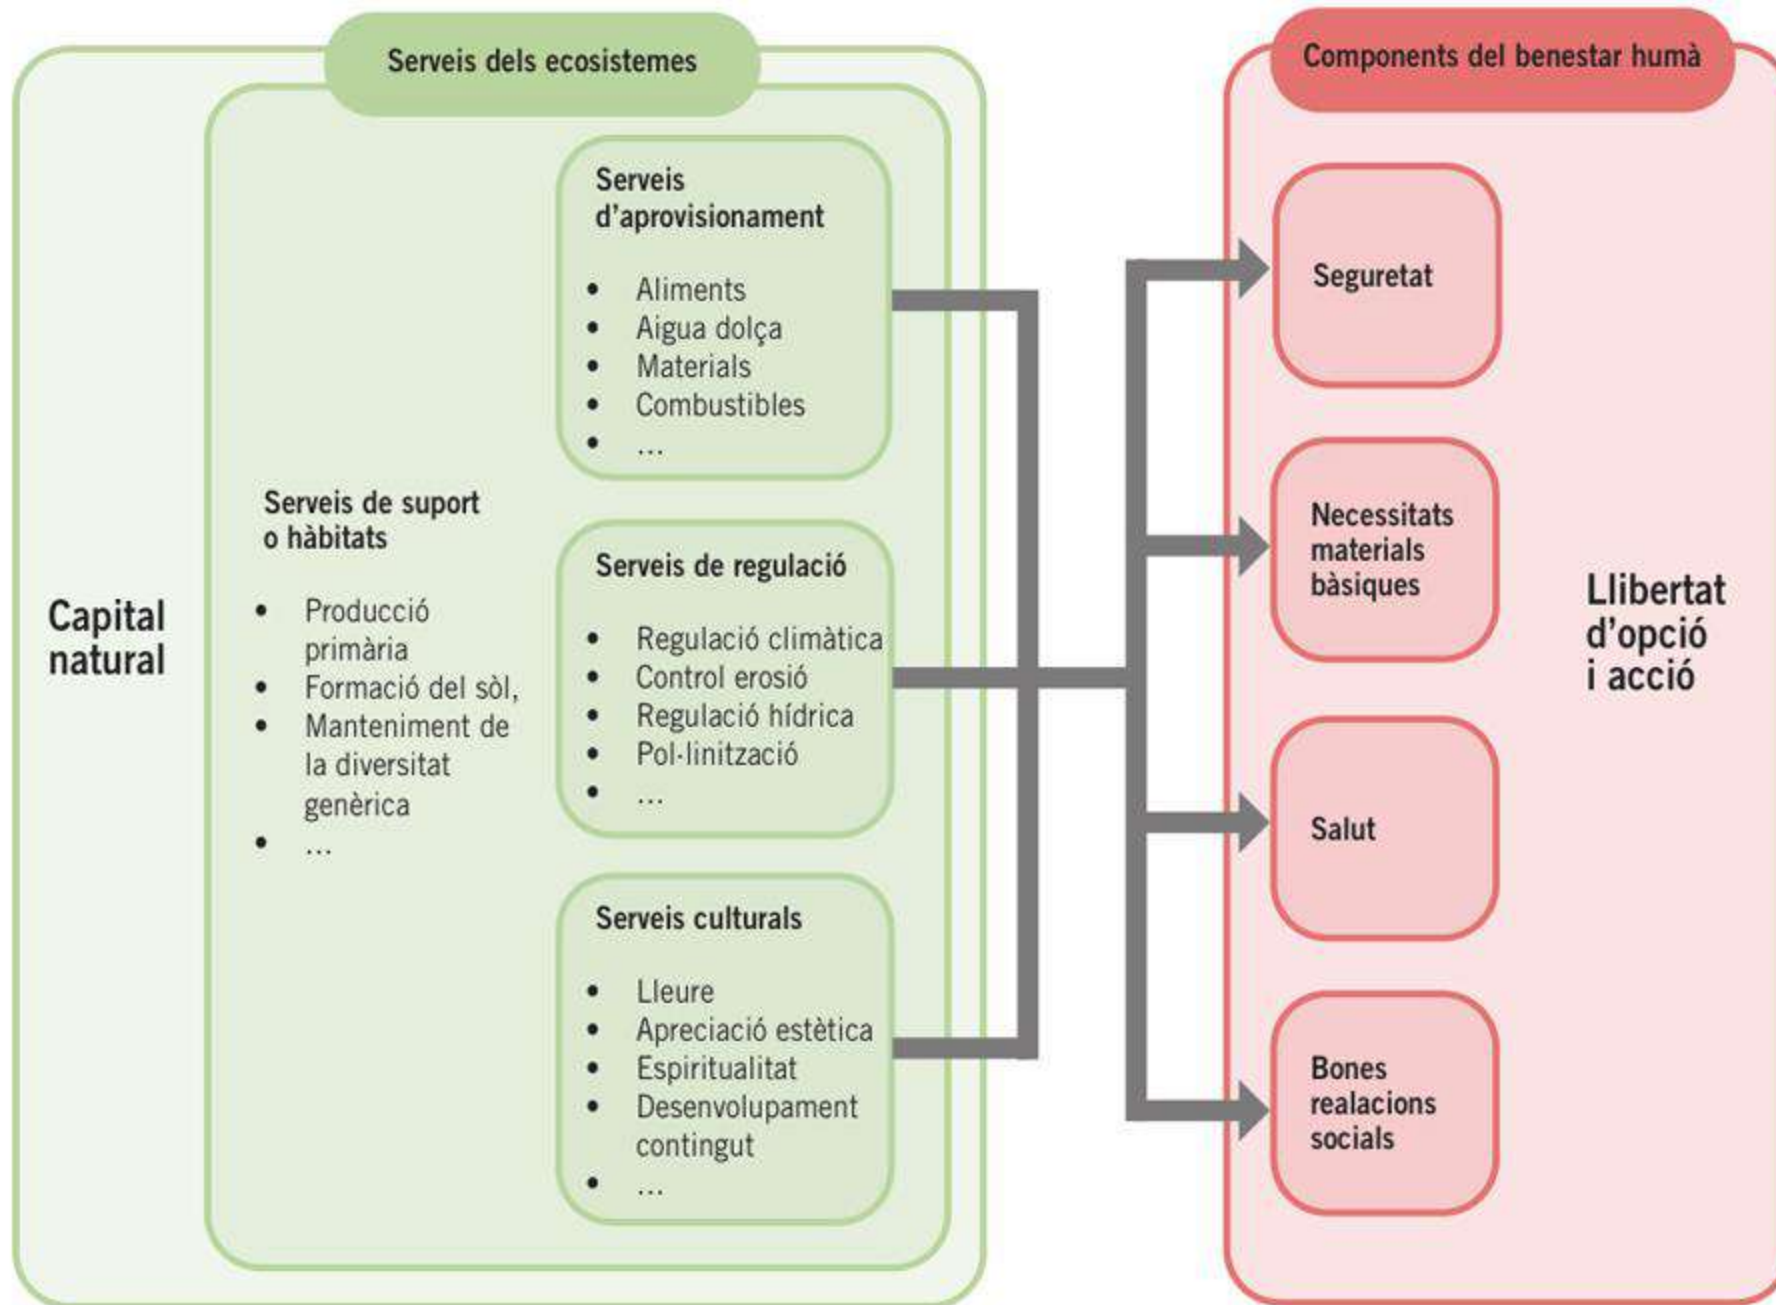 Serveis dels ecosistemes
Capital
natural
Serveis de suport
o hàbitats
• Producció
primària
• Formació del sòl,
• Manteniment de
la diversitat
genèrica
• ...
Serveis
d'aprovisionament
• Aliments
• Aigua dolça
• Materials
• Combustibles
• ...
Serveis de regulació
• Regulació climàtica
• Control erosió
• Regulació hídrica
• Pol·linització
• ...
Serveis culturals
• Lleure
• Apreciació estètica
• Espiritualitat
• Desenvolupament
contingut
• ...
Components del benestar humà
Seguretat
Necessitats
materials
bàsiques
Salut
Bones
realacions
socials
Llibertat
d'opció
i acció